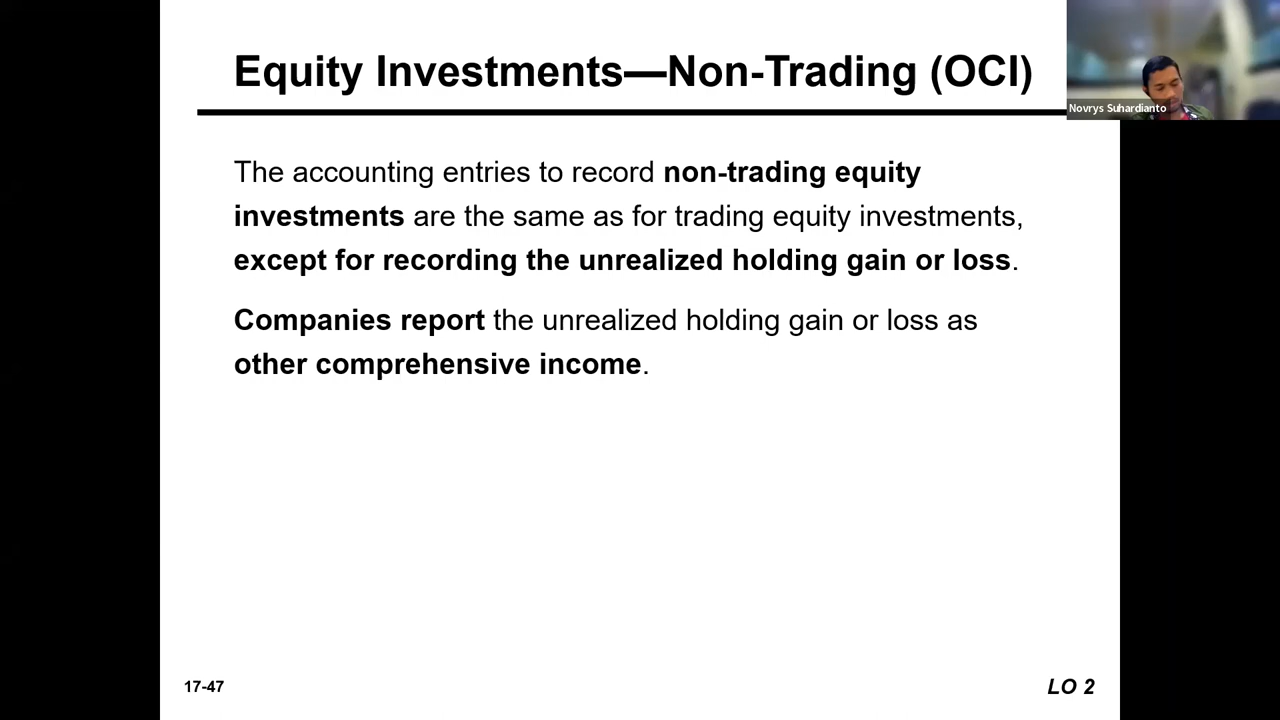 Equity Investments—Non-Trading (OCI)
Novrys Suhardianto
The accounting entries to record non-trading equity
investments are the same as for trading equity investments,
except for recording the unrealized holding gain or loss.
Companies report the unrealized holding gain or loss as
other comprehensive income.
17-47
LO 2